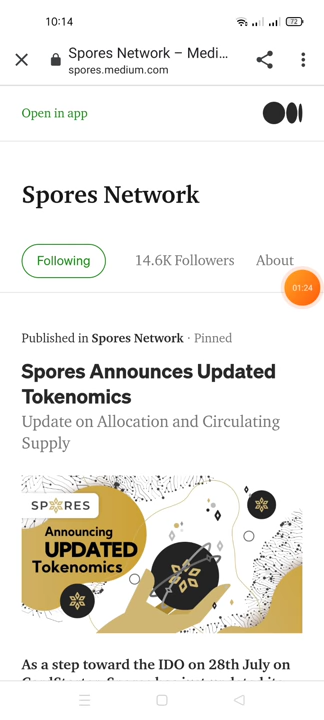 10:14
72
Spores Network – Medi...
spores.medium.com
Open in app
Spores Network
Following
14.6K Followers
About
01:24
Published in Spores Network · Pinned
Spores Announces Updated
Tokenomics
Update on Allocation and Circulating
Supply
SPORES
Announcing
UPDATED
Tokenomics
As a step toward the IDO on 28th July on